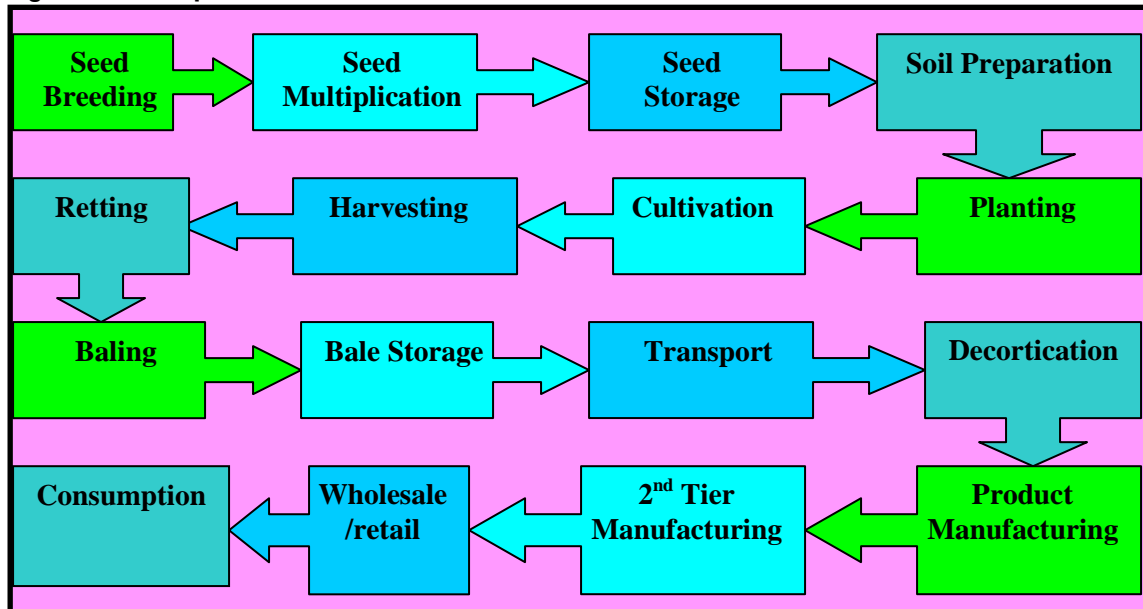 Seed
Breeding
Seed
Multiplication
Seed
Storage
Soil Preparation
Retting
Harvesting
Cultivation
Planting
Baling
Bale Storage
Transport
Decortication
Consumption
Wholesale
/retail
2nd Tier
Manufacturing
Product
Manufacturing